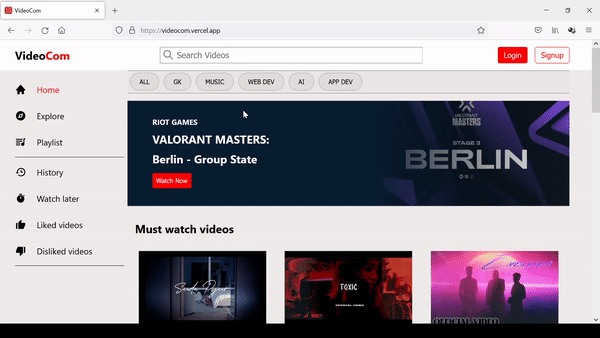 VideoCom
https://videocom.vercel.app
VideoCom
Search Videos
Login
Signup
ALL
GK
MUSIC
WEB DEV
AI
APP DEV
Home
Explore
Playlist
History
Watch later
Liked videos
Disliked videos
RIOT GAMES
VALORANT MASTERS:
Berlin - Group State
Watch Now
VALORANT
MASTERS
STAGE 3
BERLIN
Must watch videos
TOXIC
OFFICIAL VIDEO
OFFICIAL VIDEO